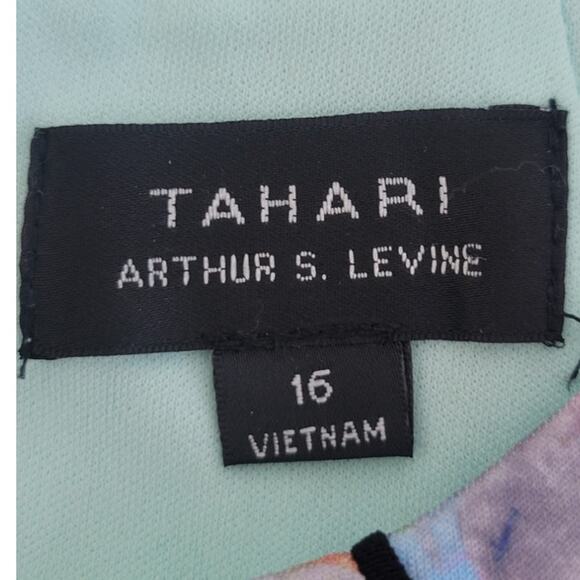 TAHARI
ARTHUR S. LEVINE
16
VIETNAM